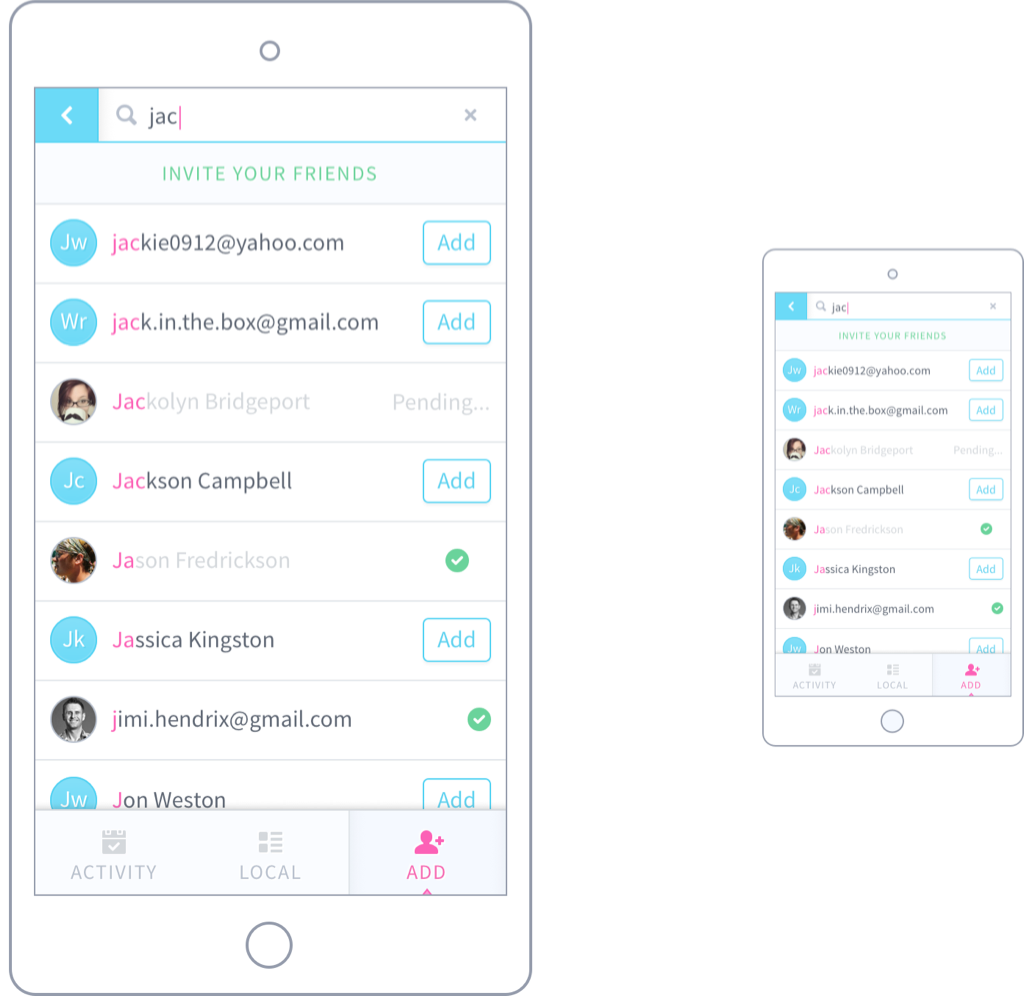 jac
INVITE YOUR FRIENDS
Jw jackie0912@yahoo.com Add
Wr jack.in.the.box@gmail.com Add
Jackolyn Bridgeport Pending...
Jc Jackson Campbell Add
Jason Fredrickson
Jk Jassica Kingston Add
jimi.hendrix@gmail.com
Jw Jon Weston Add
ACTIVITY LOCAL ADD
jac
INVITE YOUR FRIENDS
Jw jackie0912@yahoo.com Add
Wr jack.in.the.box@gmail.com Add
Jackolyn Bridgeport Pending...
Jc Jackson Campbell Add
Jason Fredrickson
Jk Jassica Kingston Add
jimi.hendrix@gmail.com
Jw Jon Weston Add
ACTIVITY LOCAL ADD